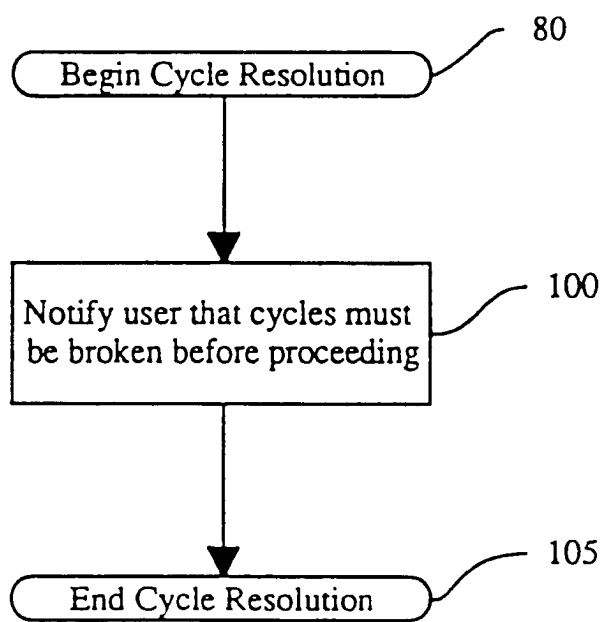 80
Begin Cycle Resolution
100
Notify user that cycles must
be broken before proceeding
105
End Cycle Resolution